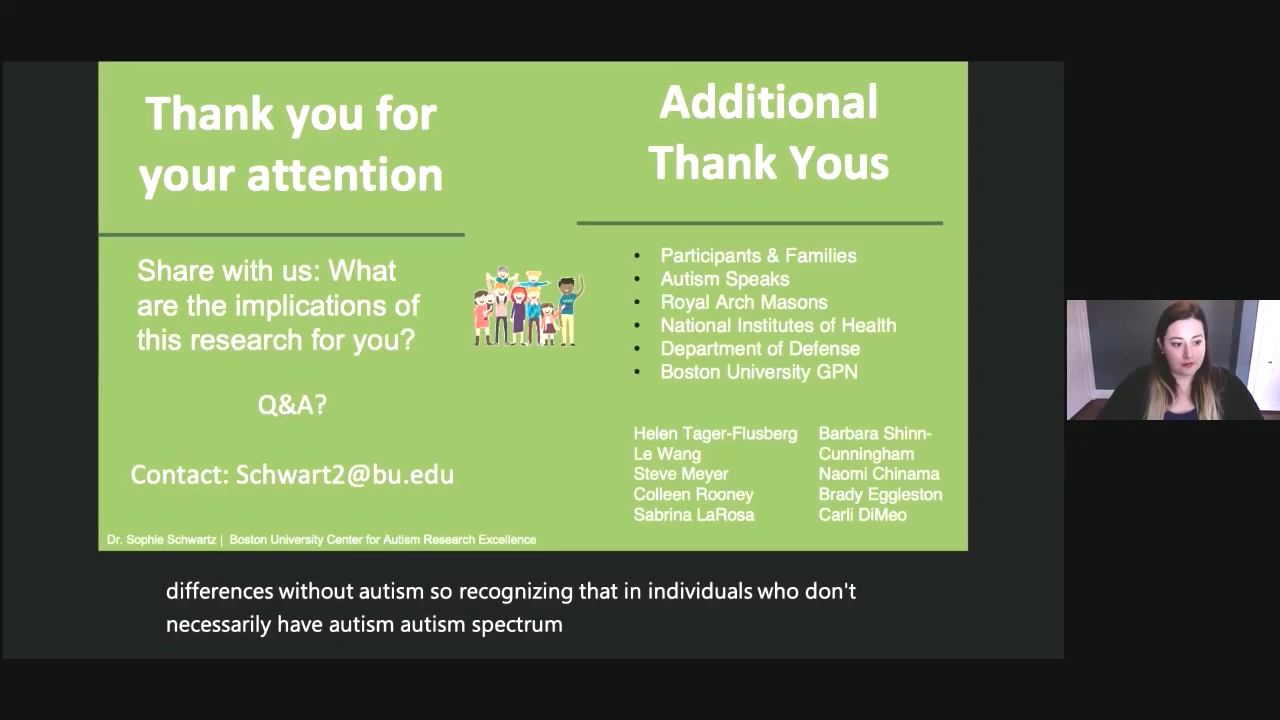 Thank you for
your attention
Share with us: What
are the implications of
this research for you?
Q&A?
Contact: Schwart2@bu.edu
Dr. Sophie Schwartz | Boston University Center for Autism Research Excellence
Additional
Thank Yous
• Participants & Families
• Autism Speaks
• Royal Arch Masons
• National Institutes of Health
• Department of Defense
• Boston University GPN
Helen Tager-Flusberg
Le Wang
Steve Meyer
Colleen Rooney
Sabrina LaRosa
Barbara Shinn-
Cunningham
Naomi Chinama
Brady Eggleston
Carli DiMeo
differences without autism so recognizing that in individuals who don't
necessarily have autism autism spectrum